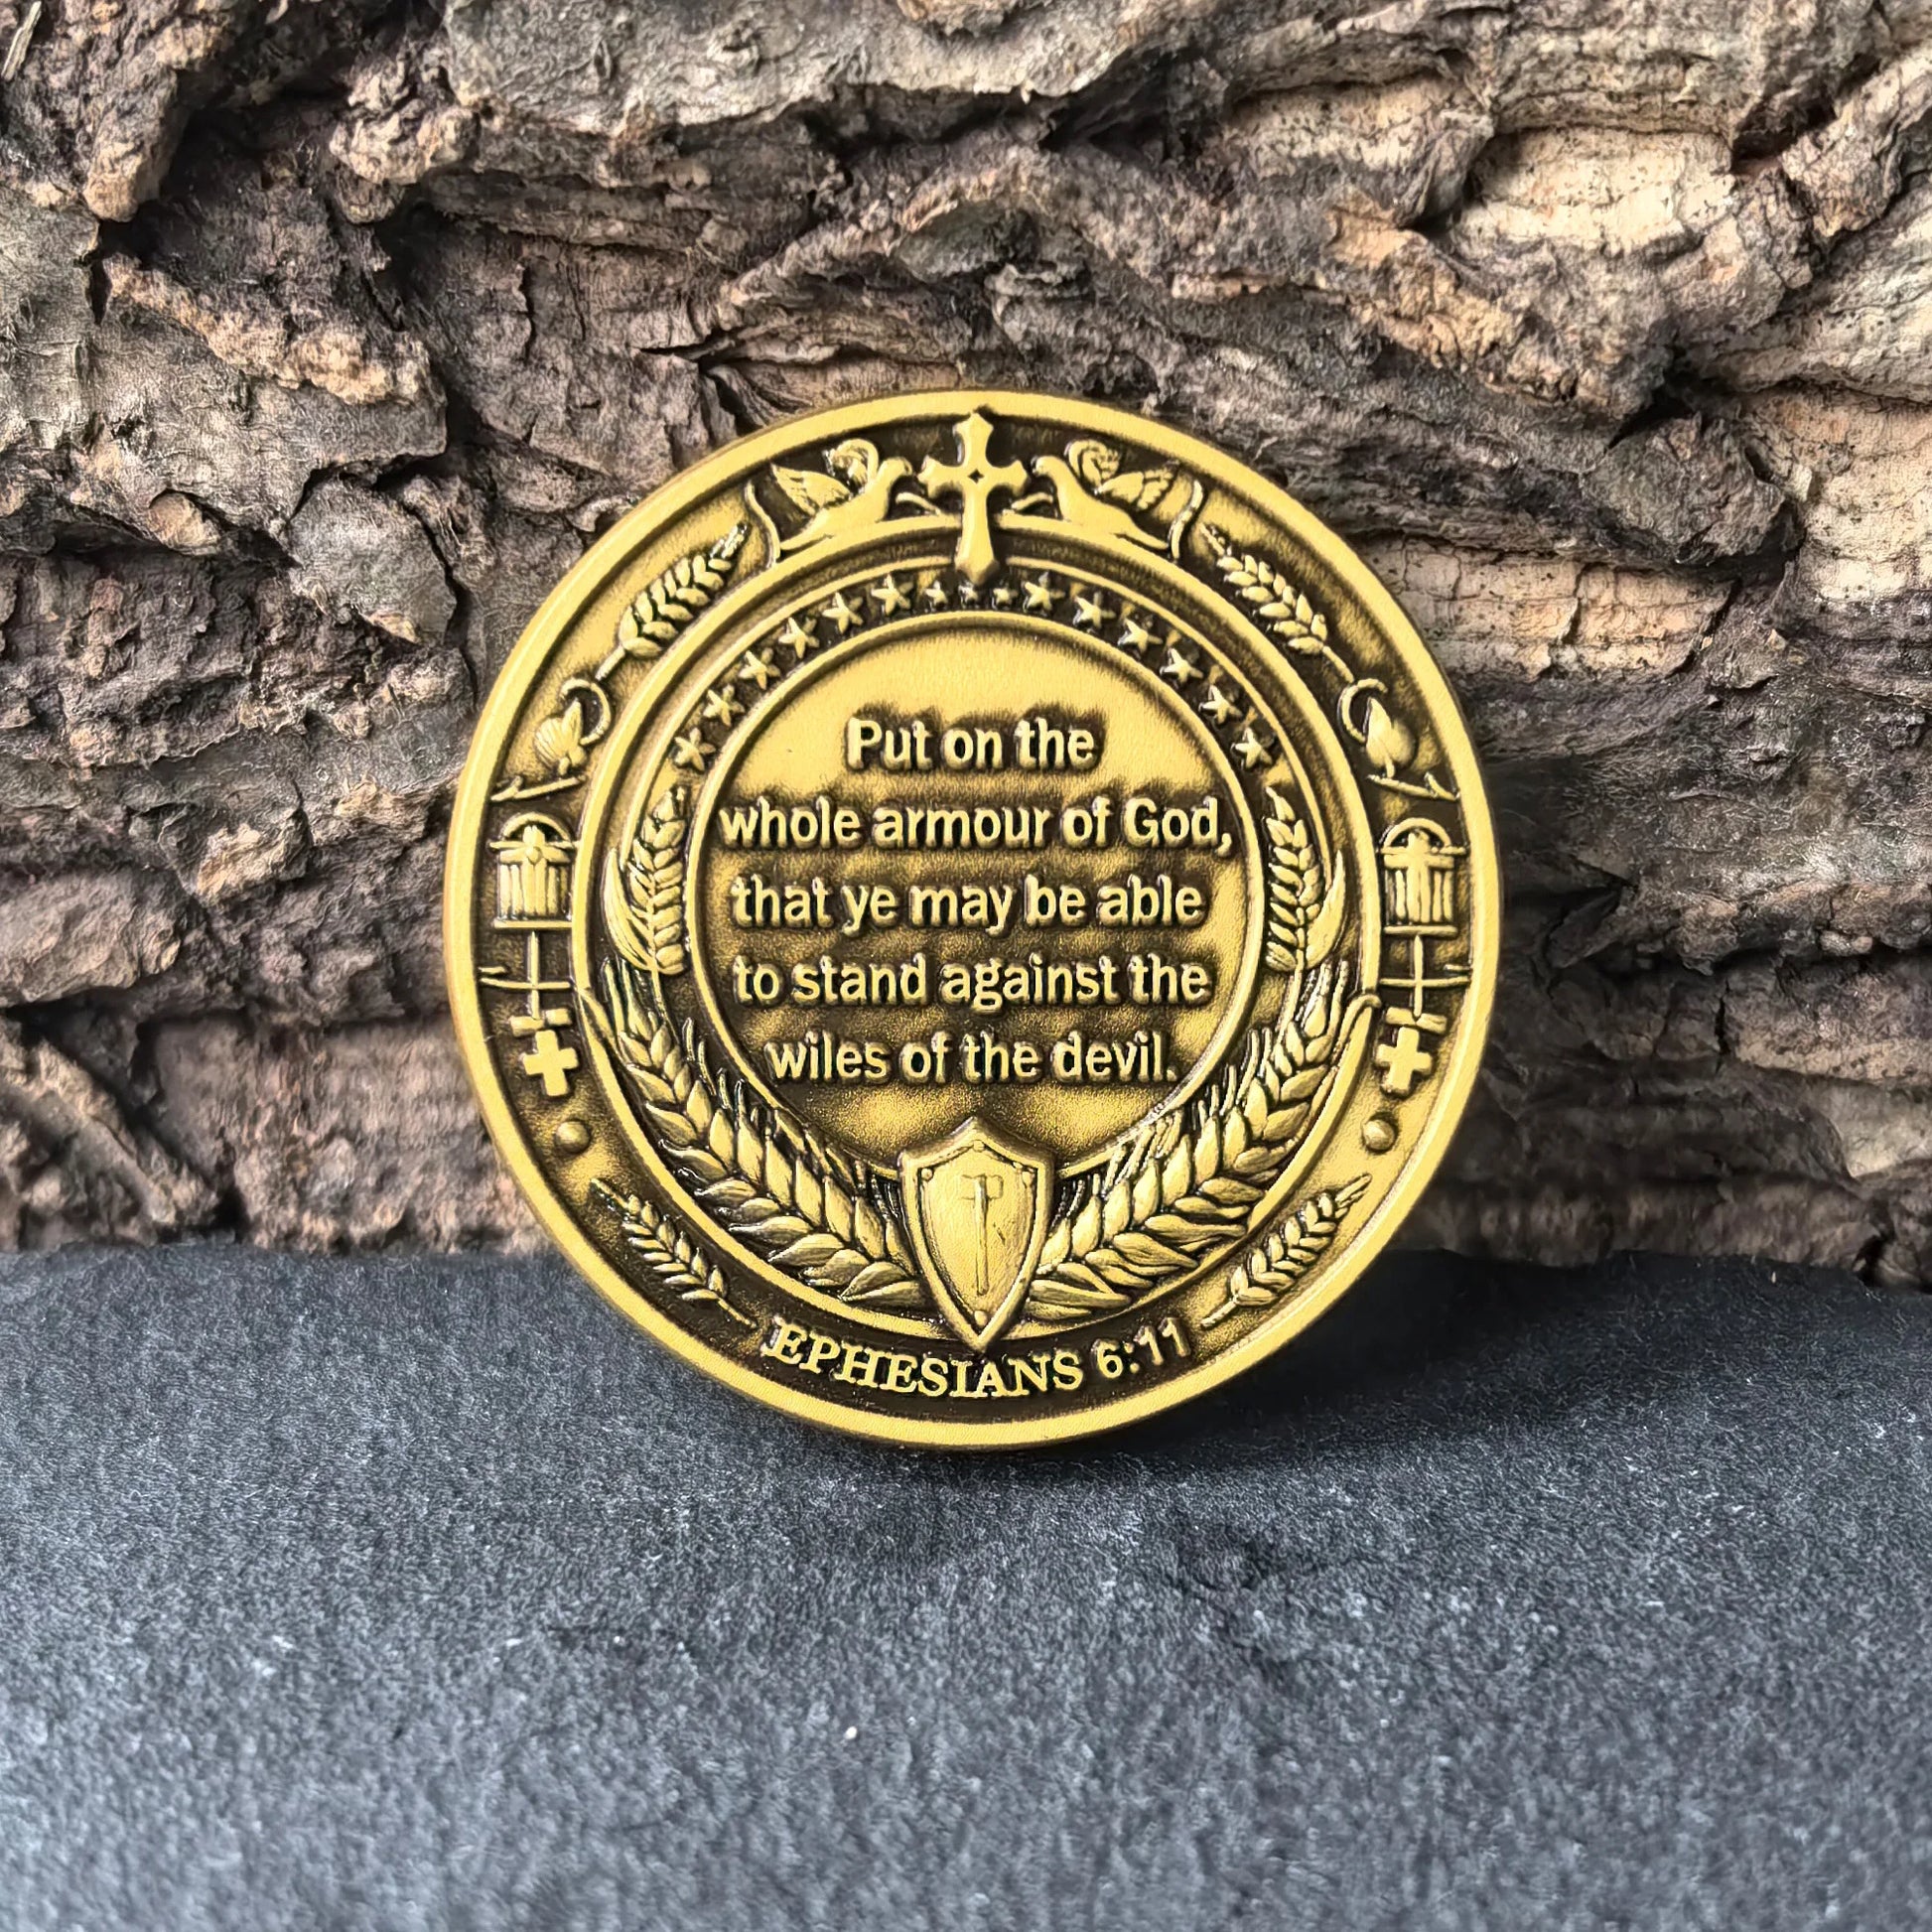 Put on the
whole armour of God,
that ye may be able
to stand against the
wiles of the devil.
EPHESIANS 6:11